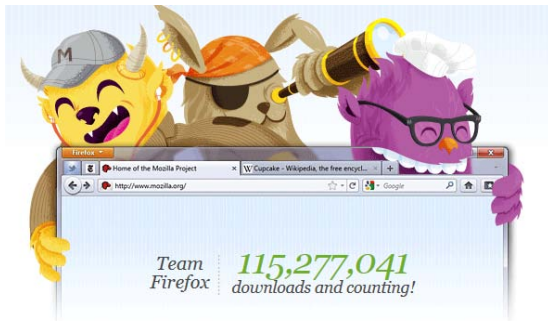 M
Firefox
Home of the Mozilla Project
Cupcake – Wikipedia, the free encycl...
http://www.mozilla.org/
Google
Team
Firefox
115,277,041
downloads and counting!